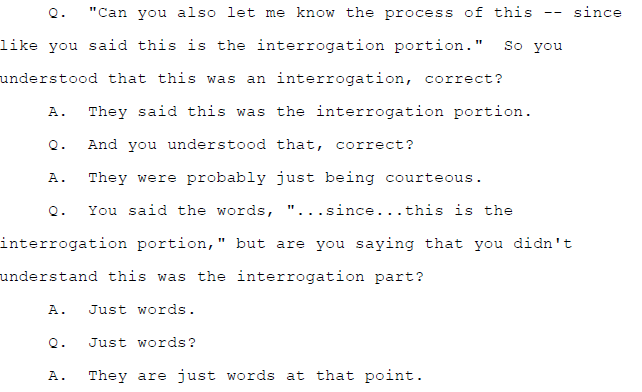 Q. "Can you also let me know the process of this -- since
like you said this is the interrogation portion." So you
understood that this was an interrogation, correct?
A. They said this was the interrogation portion.
Q. And you understood that, correct?
A. They were probably just being courteous.
Q. You said the words, "...since...this is the
interrogation portion," but are you saying that you didn't
understand this was the interrogation part?
A. Just words.
Q. Just words?
A. They are just words at that point.